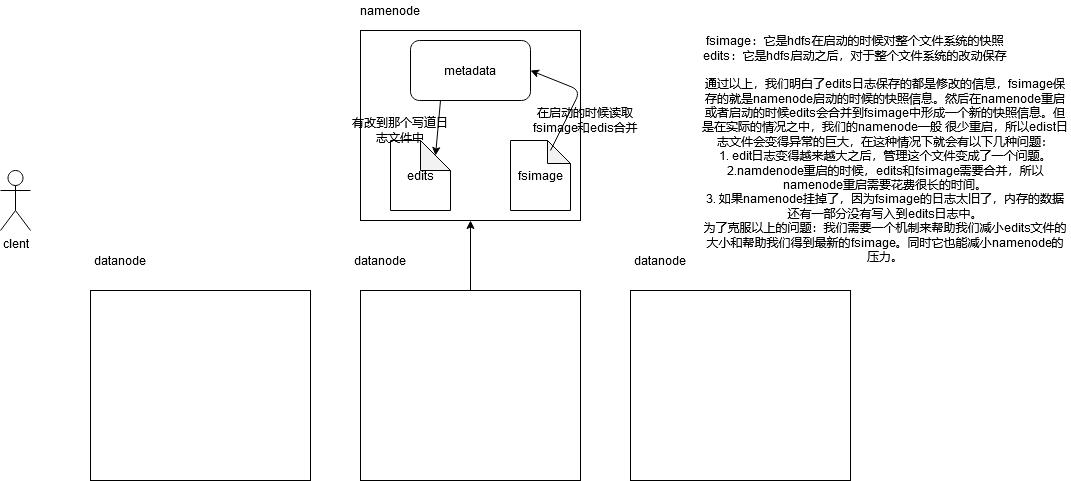 namenode
metadata
有改到那个写道日
志文件中
在启动的时候读取
fsimage和edis合并
edits
fsimage
clent
datanode
datanode
datanode
fsimage：它是hdfs在启动的时候对整个文件系统的快照
edits：它是hdfs启动之后，对于整个文件系统的改动保存
通过以上，我们明白了edits日志保存的都是修改的信息，fsimage保
存的就是namenode启动的时候的快照信息。然后在namenode重启
或者启动的时候edits会合并到fsimage中形成一个新的快照信息。但
是在实际的情况之中，我们的namenode一般 很少重启，所以edist日
志文件会变得异常的巨大，在这种情况下就会有以下几种问题：
1. edit日志变得越来越大之后，管理这个文件变成了一个问题。
2.namdenode重启的时候，edits和fsimage需要合并，所以
namenode重启需要花费很长的时间。
3. 如果namenode挂掉了，因为fsimage的日志太旧了，内存的数据
还有一部分没有写入到edits日志中。
为了克服以上的问题：我们需要一个机制来帮助我们减小edits文件的
大小和帮助我们得到最新的fsimage。同时它也能减小namenode的
压力。